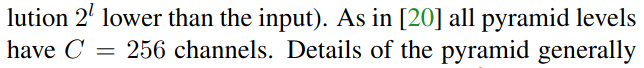 lution 2^l lower than the input). As in [20] all pyramid levels
have C = 256 channels. Details of the pyramid generally